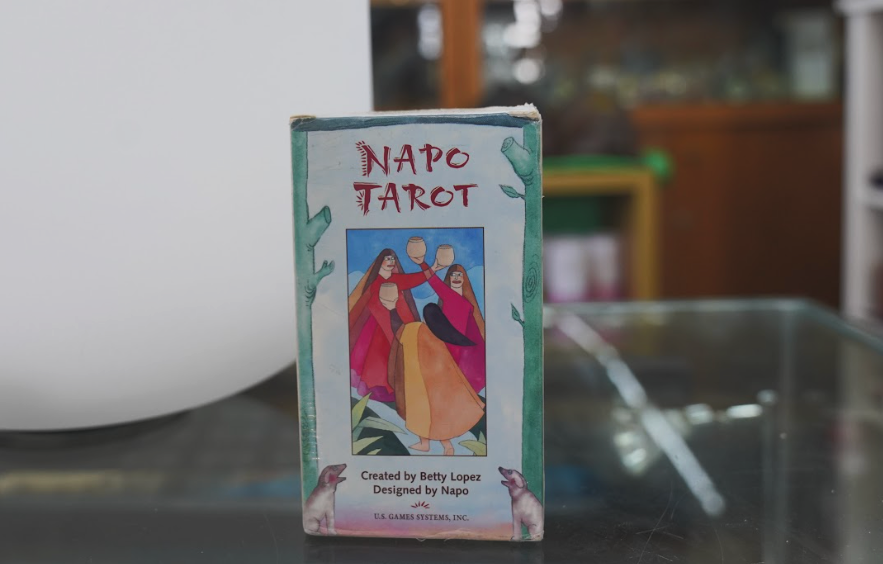 NAPO
TAROT
Created by Betty Lopez
Designed by Napo
U.S. GAMES SYSTEMS, INC.